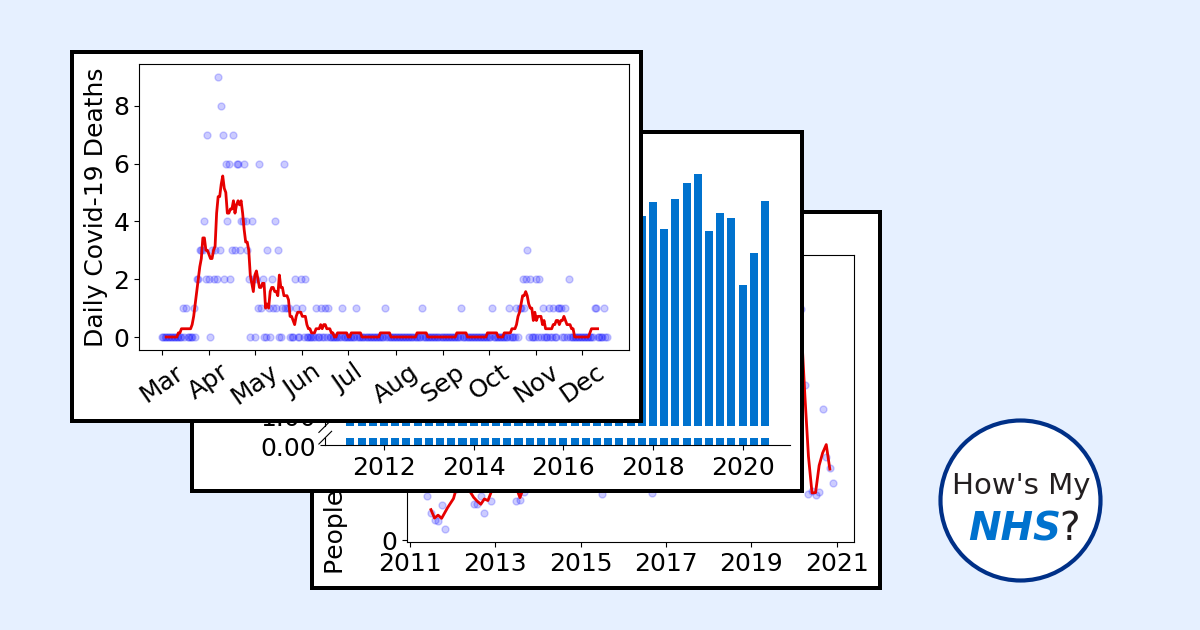 Daily Covid-19 Deaths
8
6
4
2
0
Mar Apr May Jun Jul Aug Sep Oct Nov Dec
0.00
2012 2014 2016 2018 2020
People
0
2011 2013 2015 2017 2019 2021
How's My
NHS?